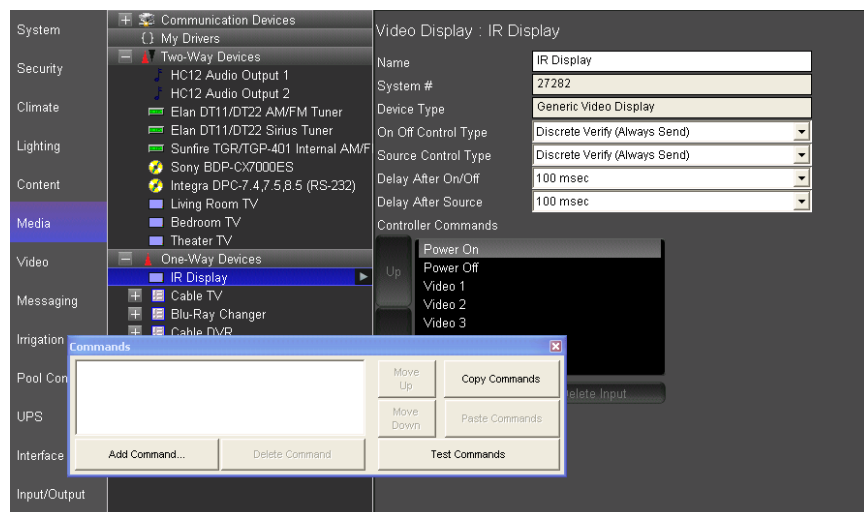 System
Security
Climate
Lighting
Content
Media
Video
Messaging
Irrigation
Pool Con
UPS
Interface
Input/Output
Communication Devices
{} My Drivers
Two-Way Devices
HC12 Audio Output 1
HC12 Audio Output 2
Elan DT11/DT22 AM/FM Tuner
Elan DT11/DT22 Sirius Tuner
Sunfire TGR/TGP-401 Internal AM/F
Sony BDP-CX7000ES
Integra DPC-7.4,7.5,8.5 (RS-232)
Living Room TV
Bedroom TV
Theater TV
One-Way Devices
IR Display
Cable TV
Blu-Ray Changer
Cable DVR
Video Display : IR Display
Name IR Display
System # 27282
Device Type Generic Video Display
On Off Control Type Discrete Verify (Always Send)
Source Control Type Discrete Verify (Always Send)
Delay After On/Off 100 msec
Delay After Source 100 msec
Controller Commands
Up
Power On
Power Off
Video 1
Video 2
Video 3
elete Input
Commands
Move Up
Copy Commands
Move Down
Paste Commands
Add Command...
Delete Command
Test Commands